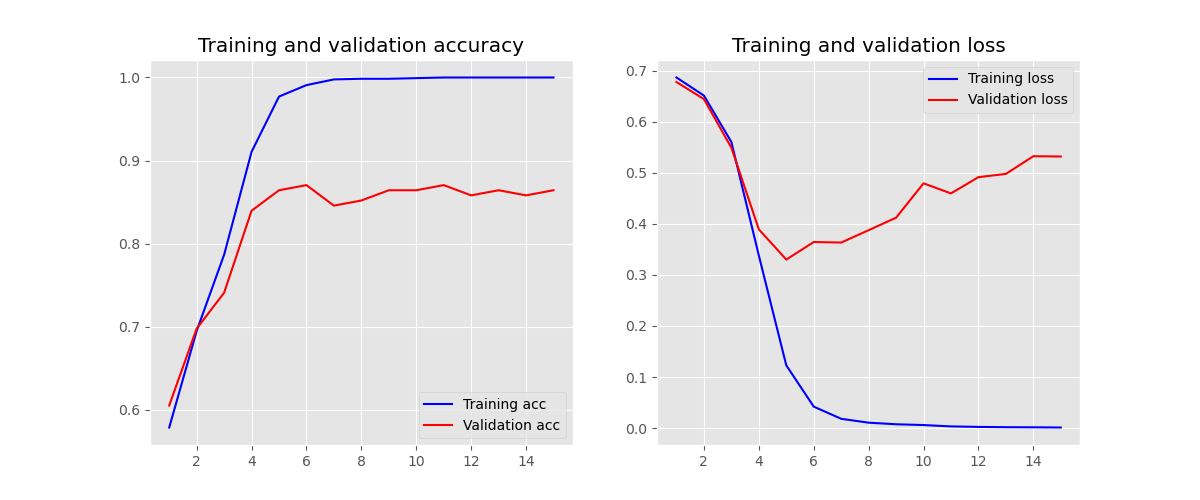 Training and validation accuracy
1.0
0.9
0.8
0.7
0.6
Training acc
Validation acc
2 4 6 8 10 12 14
Training and validation loss
0.7
0.6
0.5
0.4
0.3
0.2
0.1
0.0
Training loss
Validation loss
2 4 6 8 10 12 14